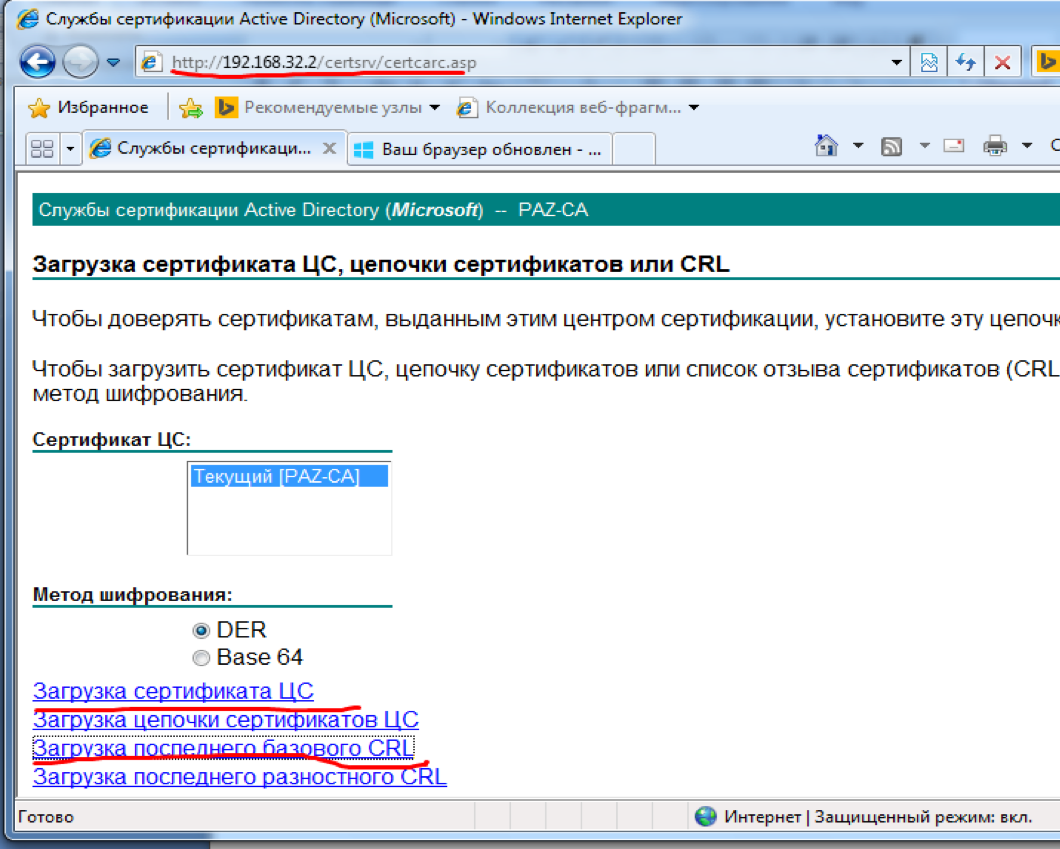 Службы сертификации Active Directory (Microsoft) - Windows Internet Explorer
http://192.168.32.2/certsrv/certcarc.asp
Избранное Рекомендуемые узлы Коллекция веб-фрагм...
Службы сертификаци... Ваш браузер обновлен - ...
Службы сертификации Active Directory (Microsoft) -- PAZ-CA
Загрузка сертификата ЦС, цепочки сертификатов или CRL
Чтобы доверять сертификатам, выданным этим центром сертификации, установите эту цепочк
Чтобы загрузить сертификат ЦС, цепочку сертификатов или список отзыва сертификатов (CRL
метод шифрования.
Сертификат ЦС:
Текущий [PAZ-CA]
Метод шифрования:
DER
Base 64
Загрузка сертификата ЦС
Загрузка цепочки сертификатов ЦС
Загрузка последнего базового CRL
Загрузка последнего разностного CRL
Готово Интернет | Защищенный режим: вкл.